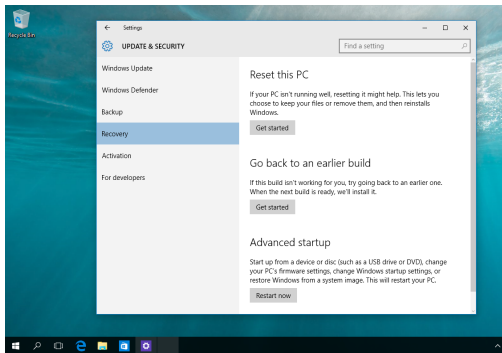 Recycle Bin
Settings
UPDATE & SECURITY
Find a setting
Windows Update
Windows Defender
Backup
Recovery
Activation
For developers
Reset this PC
If your PC isn't running well, resetting it might help. This lets you
choose to keep your files or remove them, and then reinstalls
Windows.
Get started
Go back to an earlier build
If this build isn't working for you, try going back to an earlier one.
When the next build is ready, we'll install it.
Get started
Advanced startup
Start up from a device or disc (such as a USB drive or DVD), change
your PC's firmware settings, change Windows startup settings, or
restore Windows from a system image. This will restart your PC.
Restart now